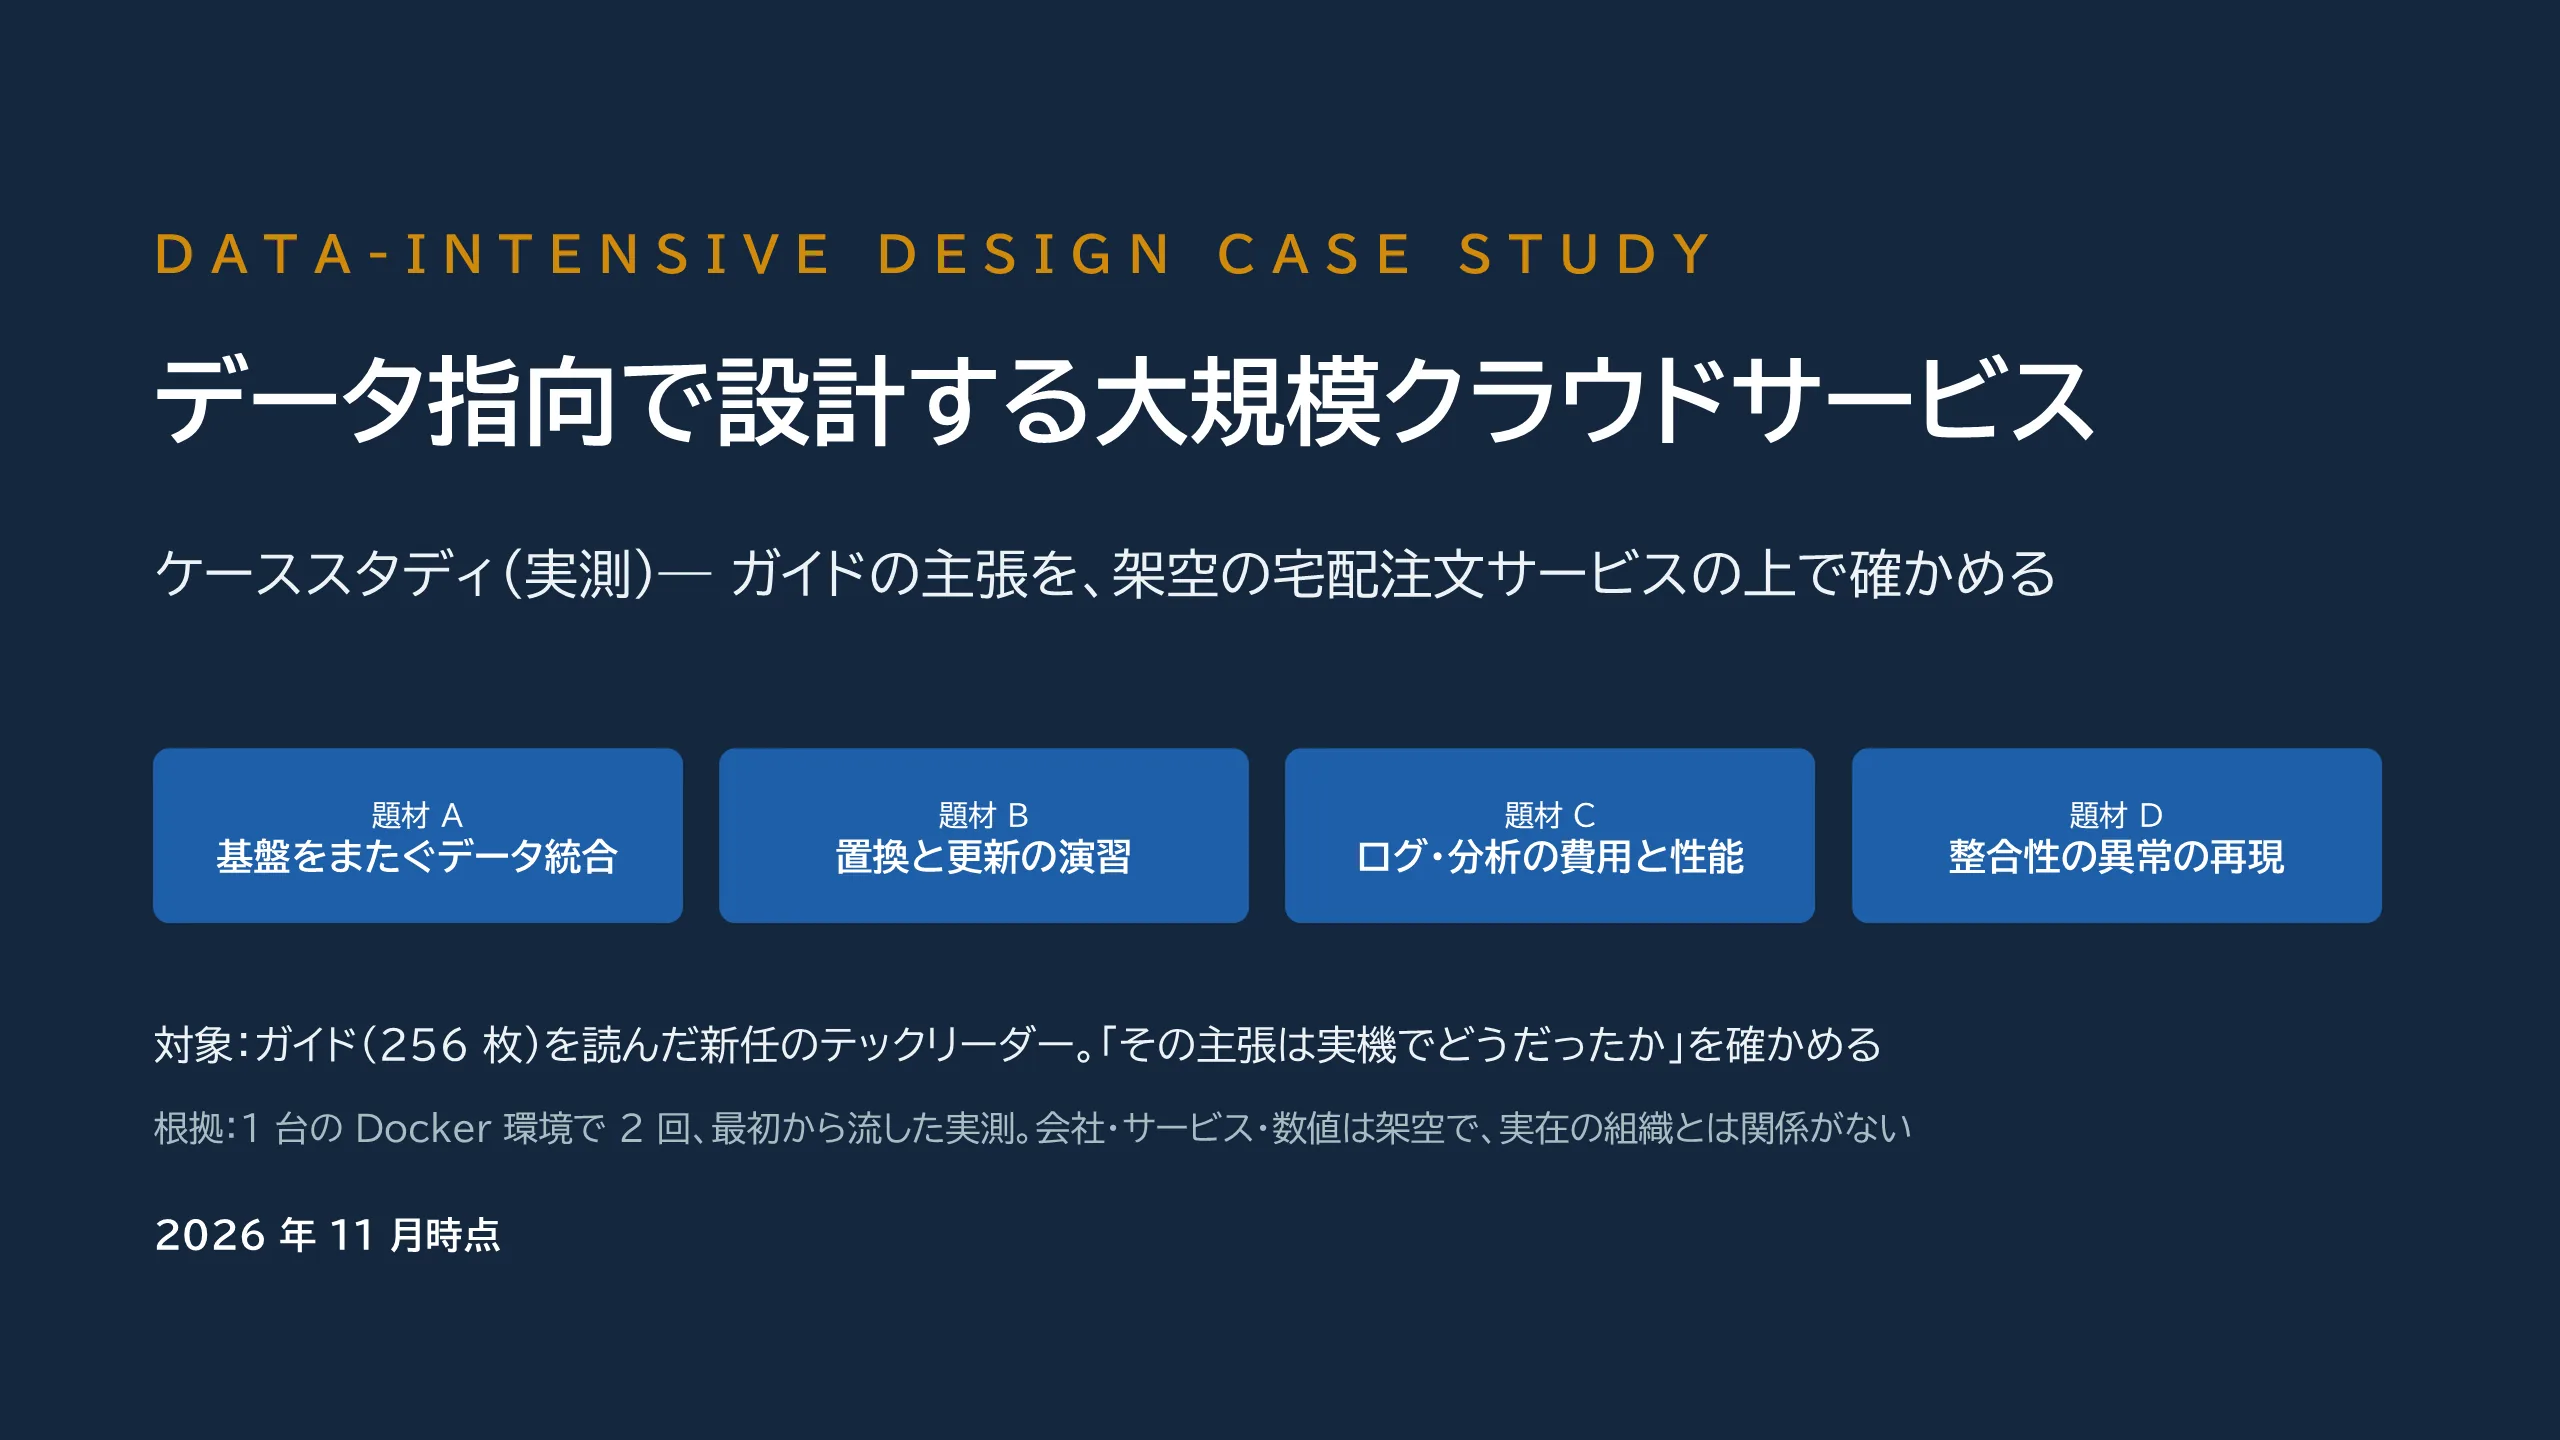 DATA-INTENSIVE DESIGN CASE STUDY
データ指向で設計する大規模クラウドサービス
ケーススタディ(実測)― ガイドの主張を、架空の宅配注文サービスの上で確かめる
題材 A
基盤をまたぐデータ統合
題材 B
置換と更新の演習
題材 C
ログ・分析の費用と性能
題材 D
整合性の異常の再現
対象:ガイド(256 枚)を読んだ新任のテックリーダー。「その主張は実機でどうだったか」を確かめる
根拠:1 台の Docker 環境で 2 回、最初から流した実測。会社・サービス・数値は架空で、実在の組織とは関係がない
2026 年 11 月時点